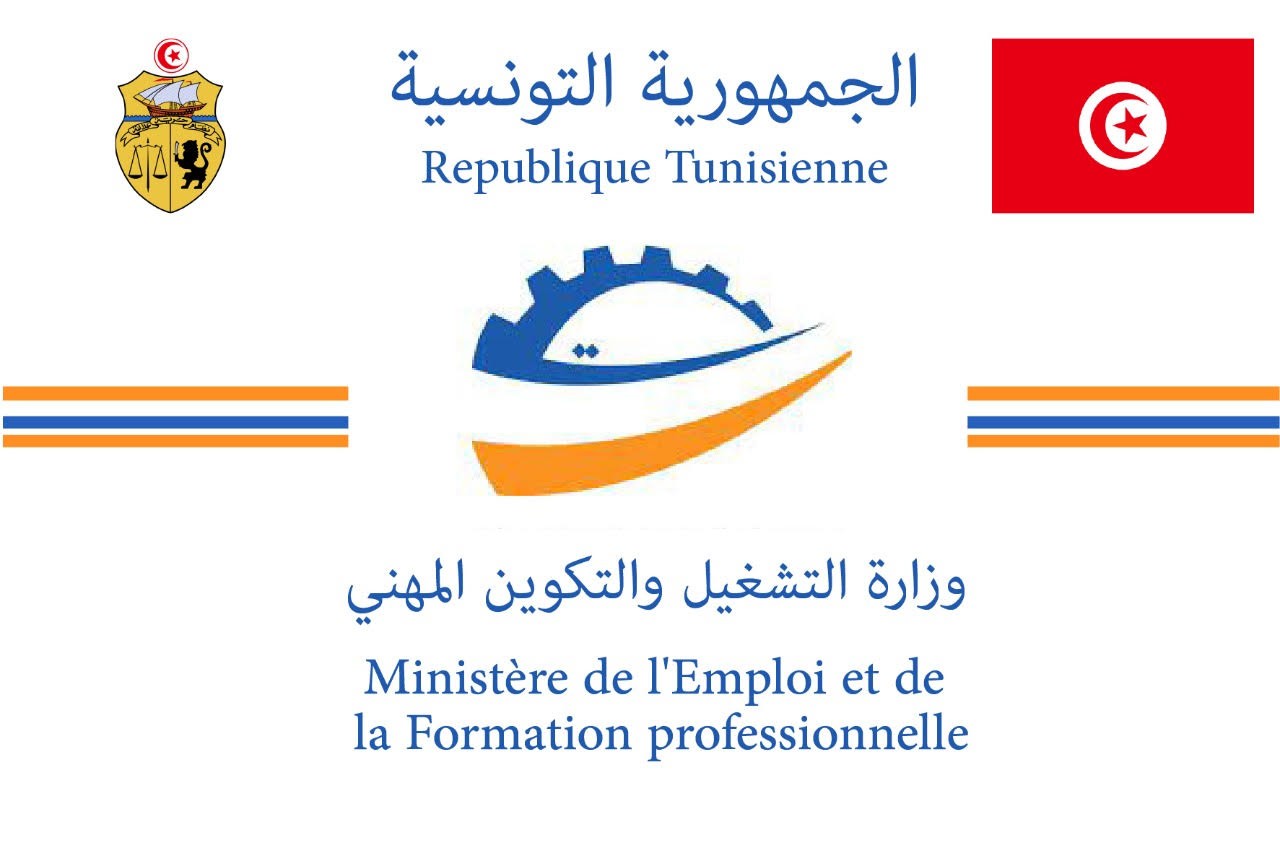 الجمهورية التونسية
Republique Tunisienne
وزارة التشغيل والتكوين المهني
Ministère de l'Emploi et de
la Formation professionnelle